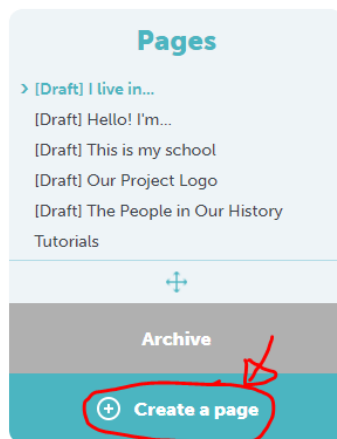 Pages
[Draft] I live in...
[Draft] Hello! I'm...
[Draft] This is my school
[Draft] Our Project Logo
[Draft] The People in Our History
Tutorials
Archive
Create a page